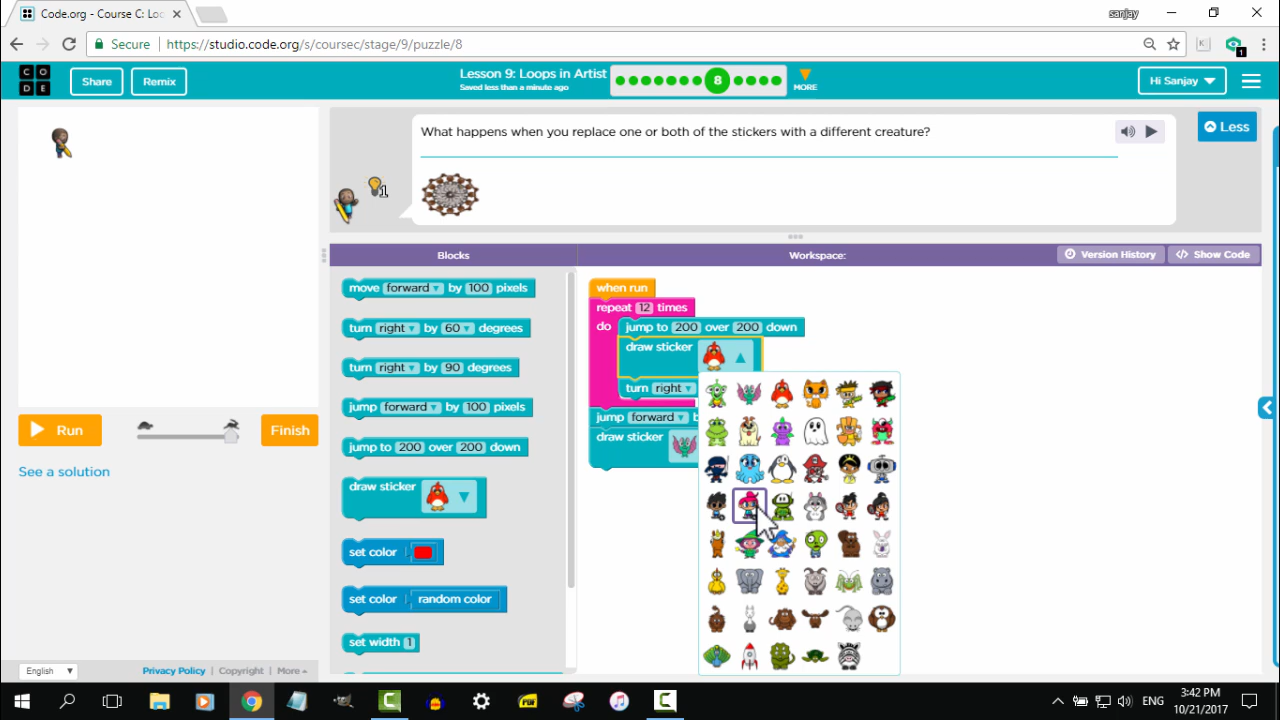 Code.org - Course C: Loo
sanjay
Secure
https://studio.code.org/s/coursec/stage/9/puzzle/8
1
C O
D E
Share
Remix
Lesson 9: Loops in Artist
Saved less than a minute ago
8
MORE
Hi Sanjay
What happens when you replace one or both of the stickers with a different creature?
Less
1
Blocks
Workspace:
Version History
</> Show Code
move forward by 100 pixels
turn right by 60 degrees
turn right by 90 degrees
jump forward by 100 pixels
jump to 200 over 200 down
draw sticker
set color
set color random color
set width 1
when run
repeat 12 times
do
jump to 200 over 200 down
draw sticker
turn right
jump forward b
draw sticker
Run
Finish
See a solution
English
Privacy Policy
Copyright
More
ENG
3:42 PM
10/21/2017